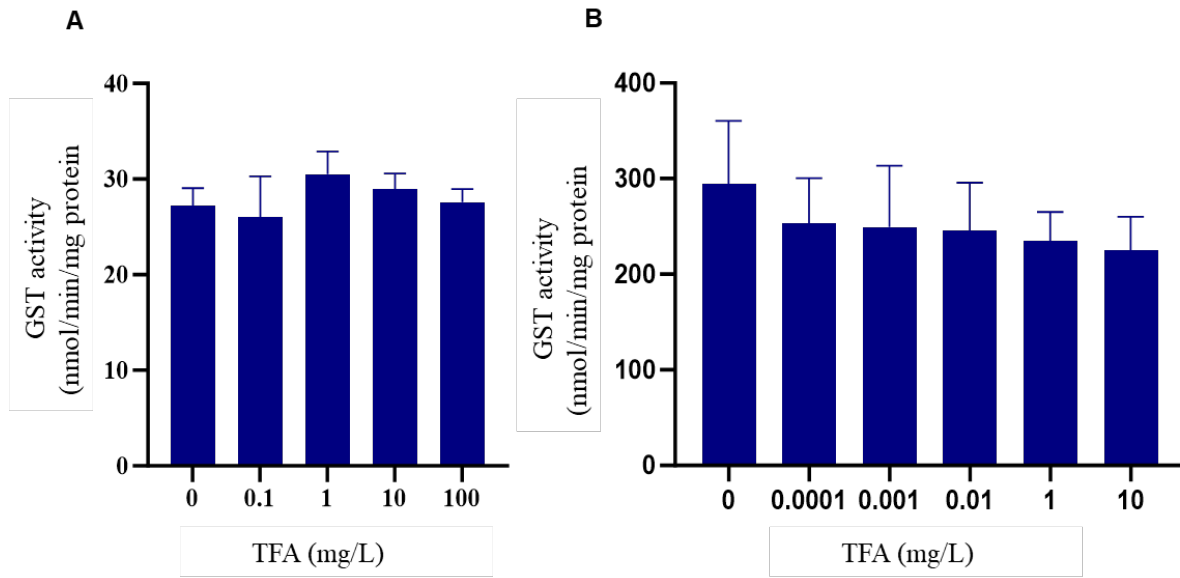 A
GST activity
(nmol/min/mg protein
40
30
20
10
0
0 0.1 1 10 100
TFA (mg/L)
B
GST activity
(nmol/min/mg protein
400
300
200
100
0
0 0.0001 0.001 0.01 1 10
TFA (mg/L)